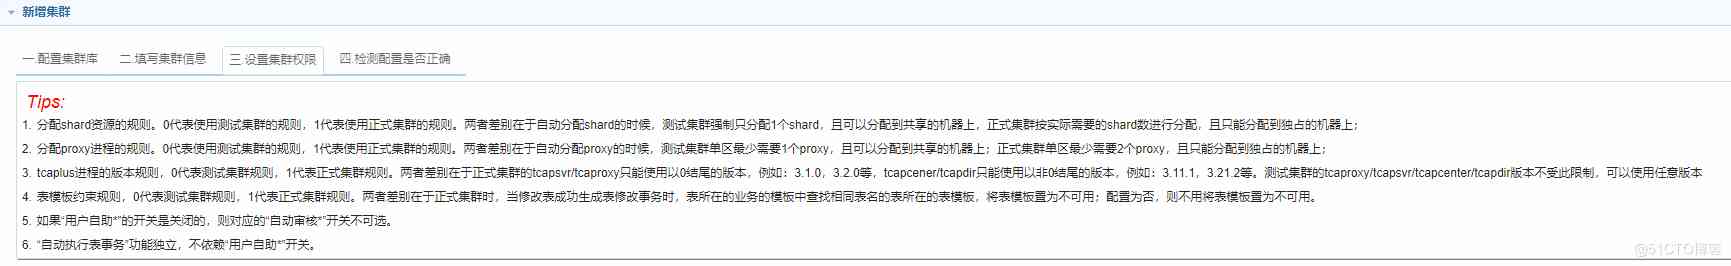 新增集群
一.配置集群库 二.填写集群信息 三.设置集群权限 四.检测配置是否正确
Tips:
1. 分配shard资源的规则。0代表使用测试集群的规则，1代表使用正式集群的规则。两者差别在于自动分配shard的时候，测试集群强制只分配1个shard，且可以分配到共享的机器上，正式集群按实际需要的shard数进行分配，且只能分配到独占的机器上；
2. 分配proxy进程的规则。0代表使用测试集群的规则，1代表使用正式集群的规则。两者差别在于自动分配proxy的时候，测试集群单区最少需要1个proxy，且可以分配到共享的机器上；正式集群单区最少需要2个proxy，且只能分配到独占的机器上；
3. tcaplus进程的版本规则，0代表测试集群规则，1代表正式集群规则。两者差别在于正式集群的tcapsvr/tcaproxy只能使用以0结尾的版本，例如：3.1.0，3.2.0等，tcapcener/tcapdir只能使用以非0结尾的版本，例如：3.11.1，3.21.2等。测试集群的tcaproxy/tcapsvr/tcapcenter/tcapdir版本不受此限制，可以使用任意版本
4. 表模板约束规则，0代表测试集群规则，1代表正式集群规则。两者差别在于正式集群时，当修改表成功生成表修改事务时，表所在的业务的模板中查找相同表名的表所在的表模板，将表模板置为不可用；配置为否，则不用将表模板置为不可用。
5. 如果“用户自助*”的开关是关闭的，则对应的“自动审核*”开关不可选。
6. “自动执行表事务”功能独立，不依赖“用户自助*”开关。
@51CTO博客